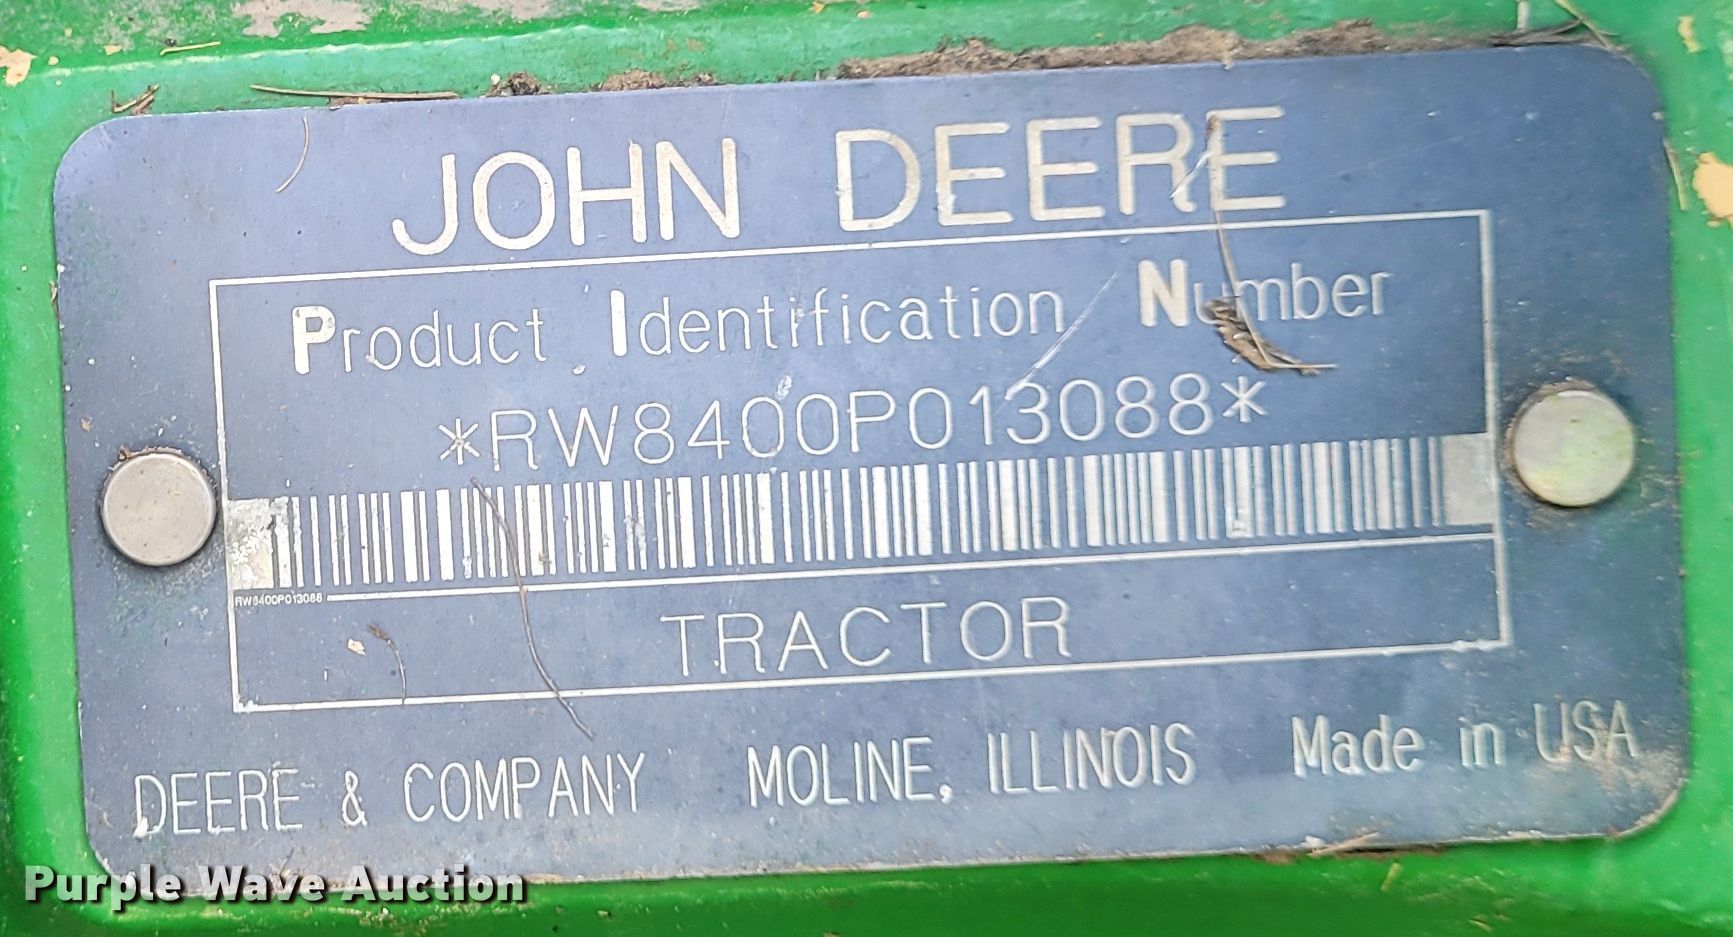 JOHN DEERE
Product Identification Number
*RW8400P013088*
RW8400P013088
TRACTOR
DEERE & COMPANY MOLINE, ILLINOIS Made in USA
Purple Wave Auction